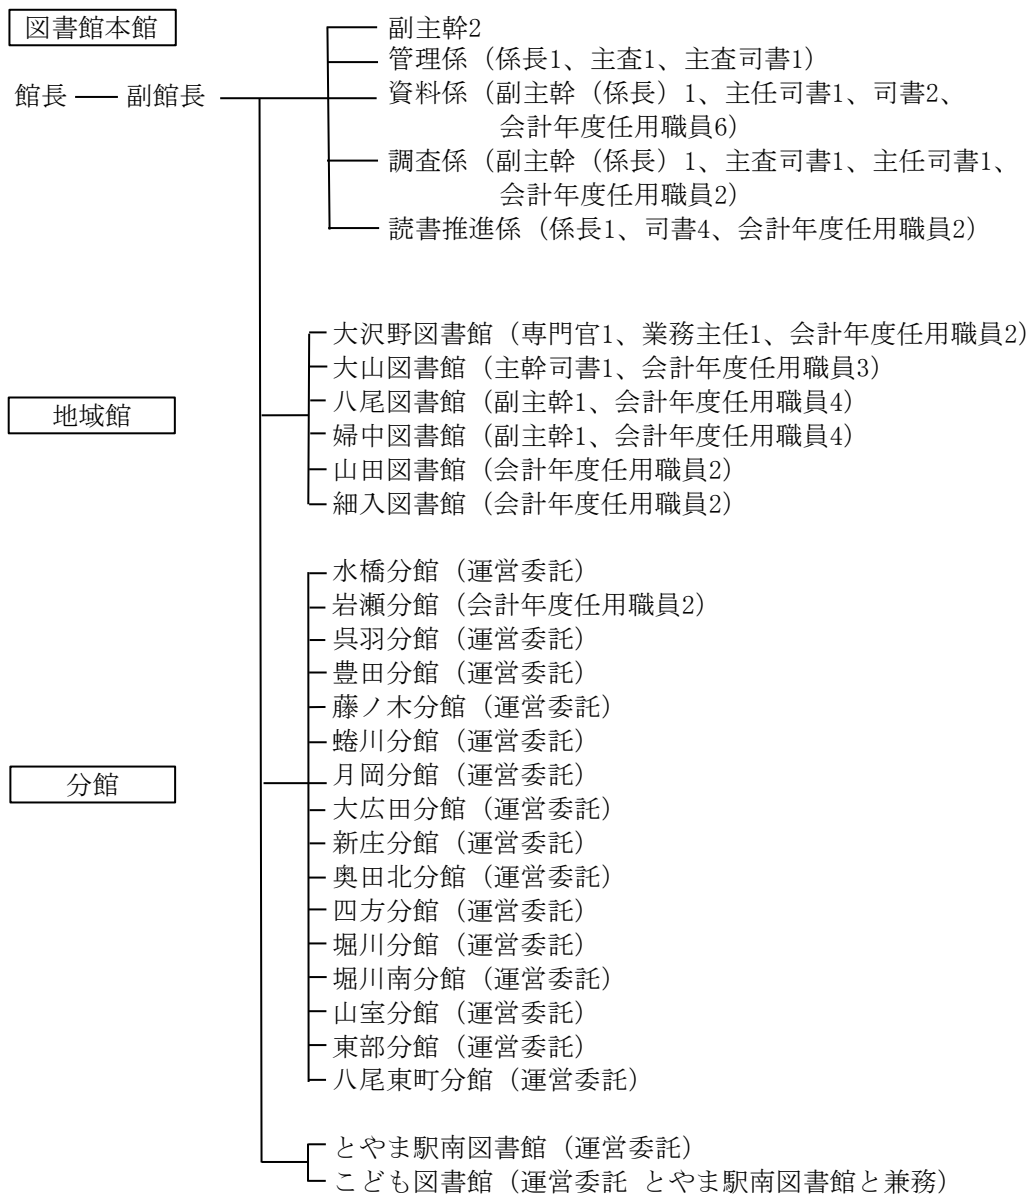 図書館本館
副主幹2
管理係（係長1、主査1、主査司書1）
館長 副館長
資料係（副主幹（係長）1、主任司書1、司書2、
会計年度任用職員6）
調査係（副主幹（係長）1、主査司書1、主任司書1、
会計年度任用職員2）
読書推進係（係長1、司書4、会計年度任用職員2）
地域館
大沢野図書館（専門官1、業務主任1、会計年度任用職員2）
大山図書館（主幹司書1、会計年度任用職員3）
八尾図書館（副主幹1、会計年度任用職員4）
婦中図書館（副主幹1、会計年度任用職員4）
山田図書館（会計年度任用職員2）
細入図書館（会計年度任用職員2）
分館
水橋分館（運営委託）
岩瀬分館（会計年度任用職員2）
呉羽分館（運営委託）
豊田分館（運営委託）
藤ノ木分館（運営委託）
蜷川分館（運営委託）
月岡分館（運営委託）
大広田分館（運営委託）
新庄分館（運営委託）
奥田北分館（運営委託）
四方分館（運営委託）
堀川分館（運営委託）
堀川南分館（運営委託）
山室分館（運営委託）
東部分館（運営委託）
八尾東町分館（運営委託）
とやま駅南図書館（運営委託）
こども図書館（運営委託 とやま駅南図書館と兼務）